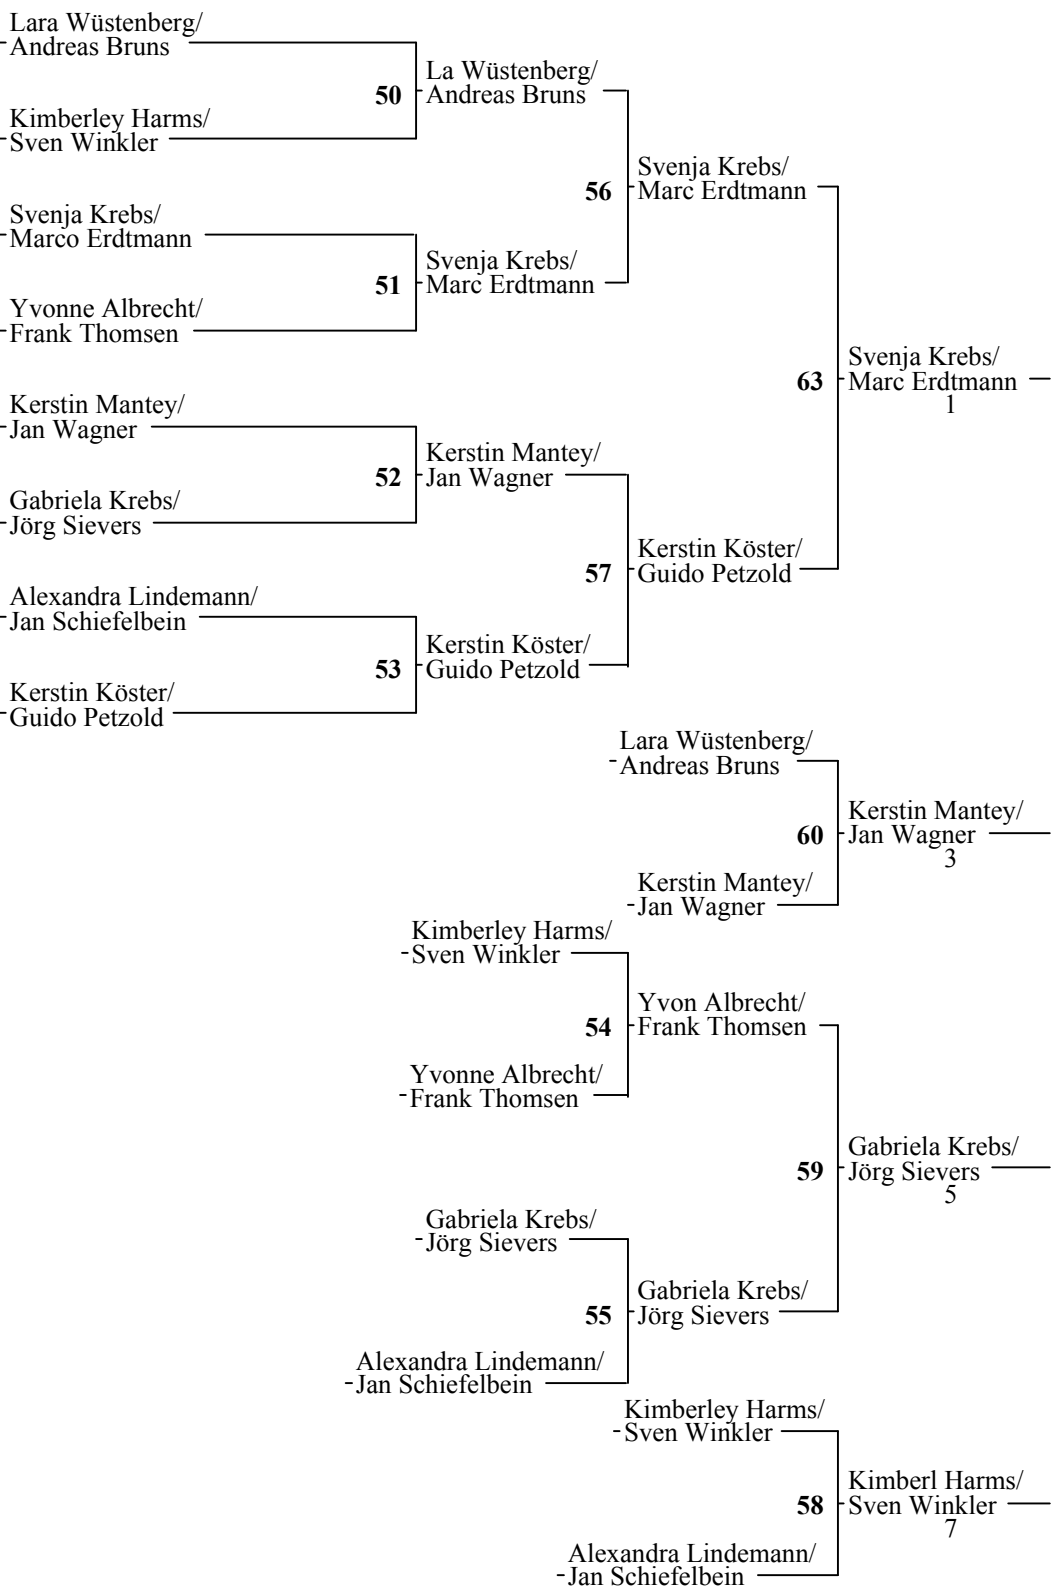 Lara Wüstenberg/
Andreas Bruns
50
La Wüstenberg/
Andreas Bruns
Kimberley Harms/
Sven Winkler
56
Svenja Krebs/
Marc Erdtmann
Svenja Krebs/
Marco Erdtmann
51
Svenja Krebs/
Marc Erdtmann
Yvonne Albrecht/
Frank Thomsen
63
Svenja Krebs/
Marc Erdtmann
1
Kerstin Mantey/
Jan Wagner
52
Kerstin Mantey/
Jan Wagner
Gabriela Krebs/
Jörg Sievers
57
Kerstin Köster/
Guido Petzold
Alexandra Lindemann/
Jan Schiefelbein
53
Kerstin Köster/
Guido Petzold
Kerstin Köster/
Guido Petzold
Lara Wüstenberg/
Andreas Bruns
60
Kerstin Mantey/
Jan Wagner
3
Kerstin Mantey/
Jan Wagner
Kimberley Harms/
Sven Winkler
54
Yvon Albrecht/
Frank Thomsen
Yvonne Albrecht/
Frank Thomsen
59
Gabriela Krebs/
Jörg Sievers
5
Gabriela Krebs/
Jörg Sievers
55
Gabriela Krebs/
Jörg Sievers
Alexandra Lindemann/
Jan Schiefelbein
Kimberley Harms/
Sven Winkler
58
Kimberl Harms/
Sven Winkler
7
Alexandra Lindemann/
Jan Schiefelbein